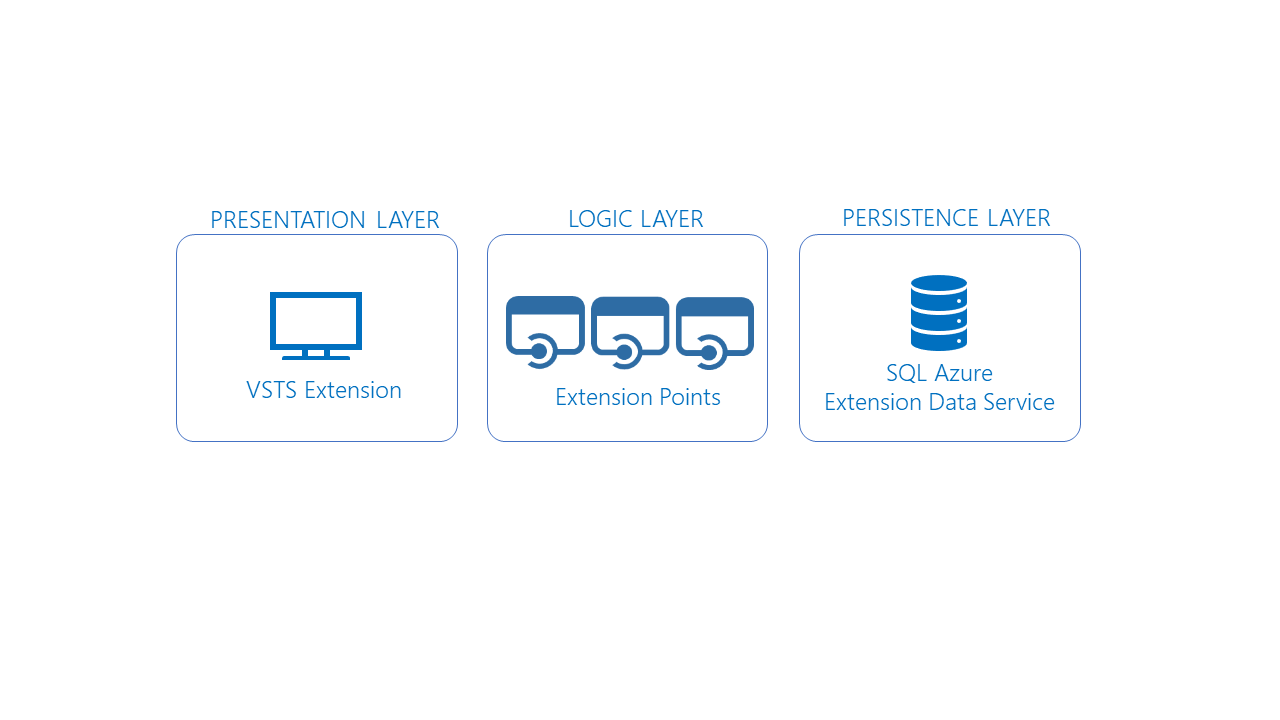 PRESENTATION LAYER
VSTS Extension
LOGIC LAYER
Extension Points
PERSISTENCE LAYER
SQL Azure
Extension Data Service